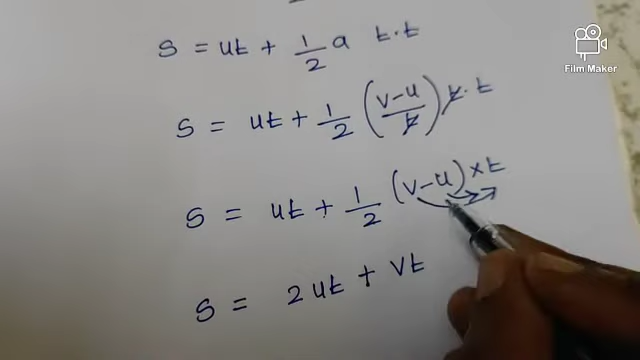 S = ut + 1/2 a t.t
Film Maker
S = ut + 1/2 (v-u/t) t.t
S = ut + 1/2 (v-u) x t
S = 2ut + vt